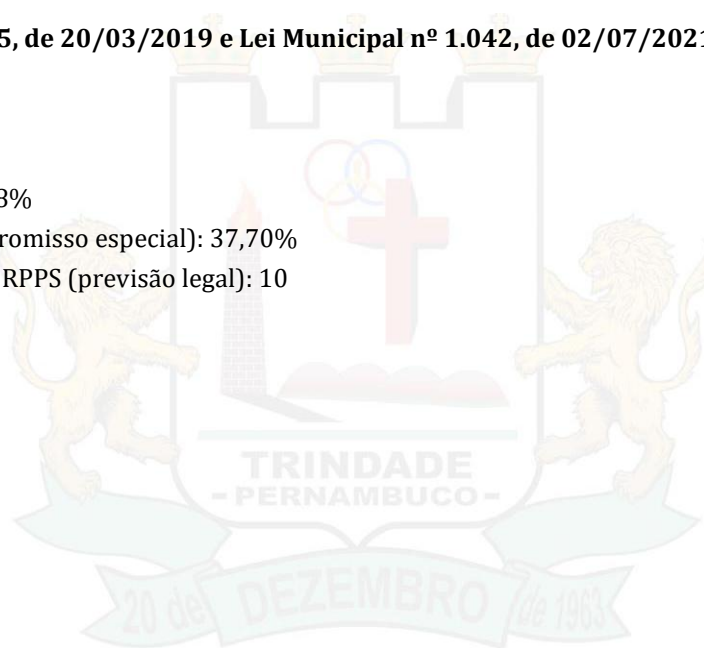 5, de 20/03/2019 e Lei Municipal nº 1.042, de 02/07/2021
8%
romisso especial): 37,70%
RPPS (previsão legal): 10
TRINDADE
- PERNAMBUCO -
20 de DEZEMBRO de 1963